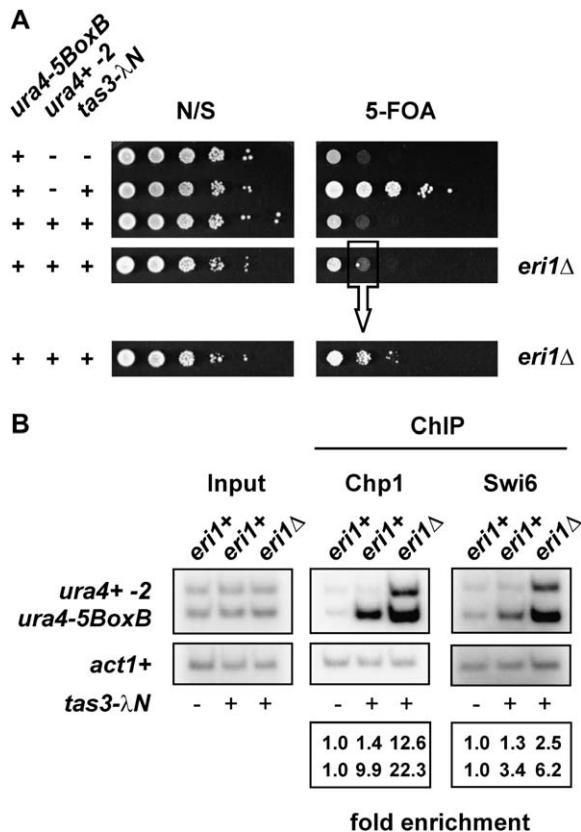 A
ura4-5BoxB
ura4+ -2
tas3-λN
N/S
5-FOA
+ - -
+ - +
+ + +
+ + + eri1Δ
+ + + eri1Δ
B
ChIP
Input
Chp1
Swi6
eri1+ eri1+ eri1Δ eri1+ eri1+ eri1Δ eri1+ eri1+ eri1Δ
ura4+ -2
ura4-5BoxB
act1+
tas3-λN - + + - + + - + +
1.0 1.4 12.6 1.0 1.3 2.5
1.0 9.9 22.3 1.0 3.4 6.2
fold enrichment